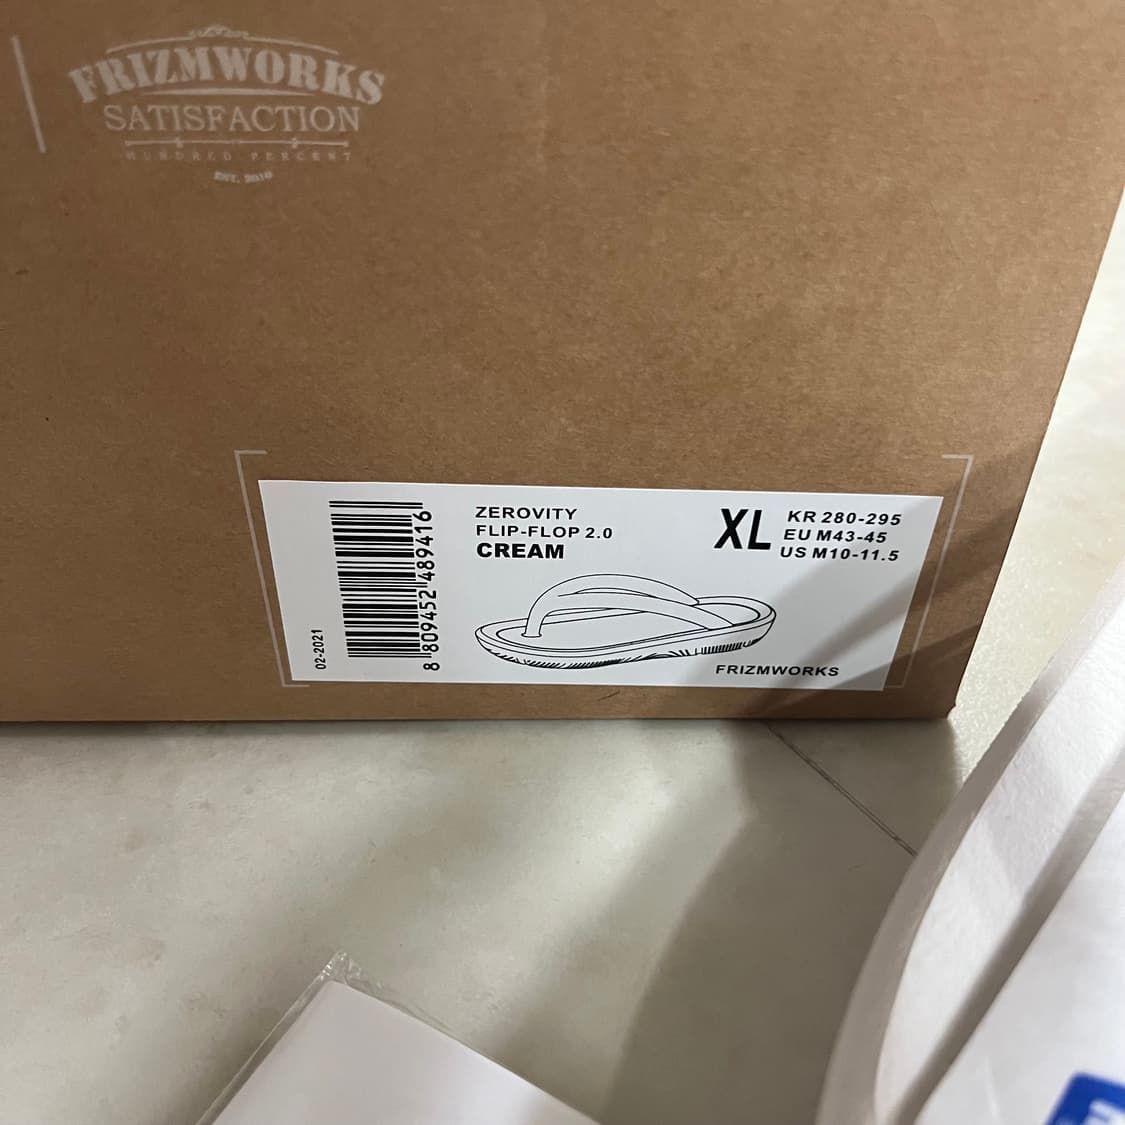 FRIZMWORKS
SATISFACTION
HUNDRED PERCENT
EST. 2010
02-2021
8 809452 489416
ZEROVITY
FLIP-FLOP 2.0
CREAM
XL
KR 280-295
EU M43-45
US M10-11.5
FRIZMWORKS